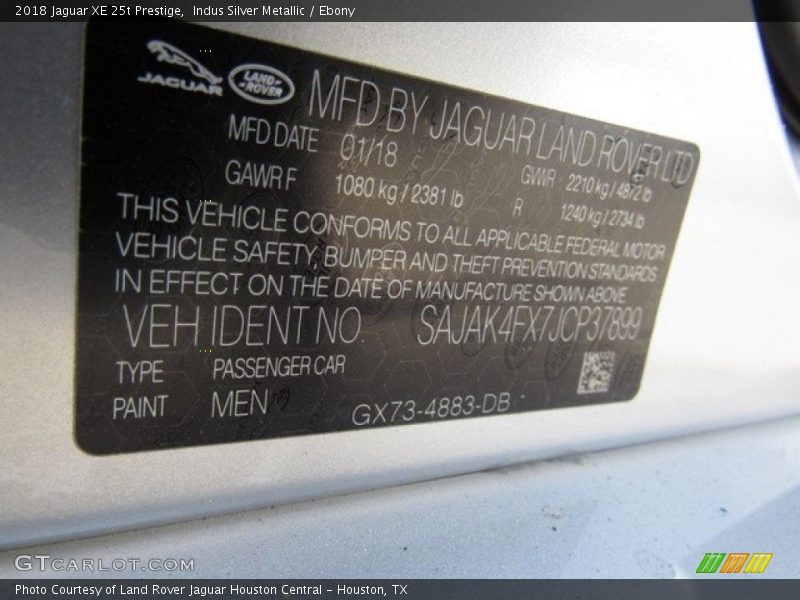 2018 Jaguar XE 25t Prestige,  Indus Silver Metallic / Ebony
JAGUAR
LAND-
-ROVER
MFD BY JAGUAR LAND ROVER LTD
MFD DATE 01/18 GVWR 2210 kg / 4872 lb
GAWR F 1080 kg / 2381 lb R 1240 kg / 2734 lb
THIS VEHICLE CONFORMS TO ALL APPLICABLE FEDERAL MOTOR
VEHICLE SAFETY, BUMPER AND THEFT PREVENTION STANDARDS
IN EFFECT ON THE DATE OF MANUFACTURE SHOWN ABOVE
VEH IDENT NO SAJAK4FX7JCP37899
TYPE PASSENGER CAR
PAINT MEN GX73-4883-DB
GTCARLOT.COM
Photo Courtesy of Land Rover Jaguar Houston Central – Houston, TX